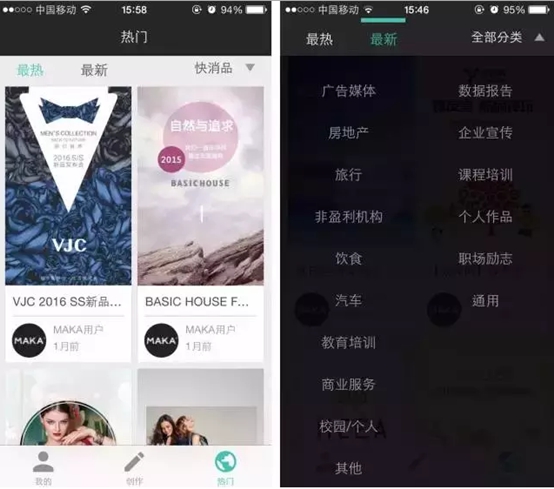 中国移动 15:58 94%
热门
最热 最新 快消品
MEN'S COLLECTION
2016 S/S
VJC
自然与追求
2015
BASICHOUSE
VJC 2016 SS新品...
BASIC HOUSE F...
MAKA MAKA用户
1月前
MAKA MAKA用户
1月前
我的 创作 热门
中国移动 15:46 95%
最热 最新 全部分类
广告媒体 数据报告
房地产 企业宣传
旅行 课程培训
非盈利机构 个人作品
饮食 职场励志
汽车 通用
教育培训
商业服务
校园/个人
其他